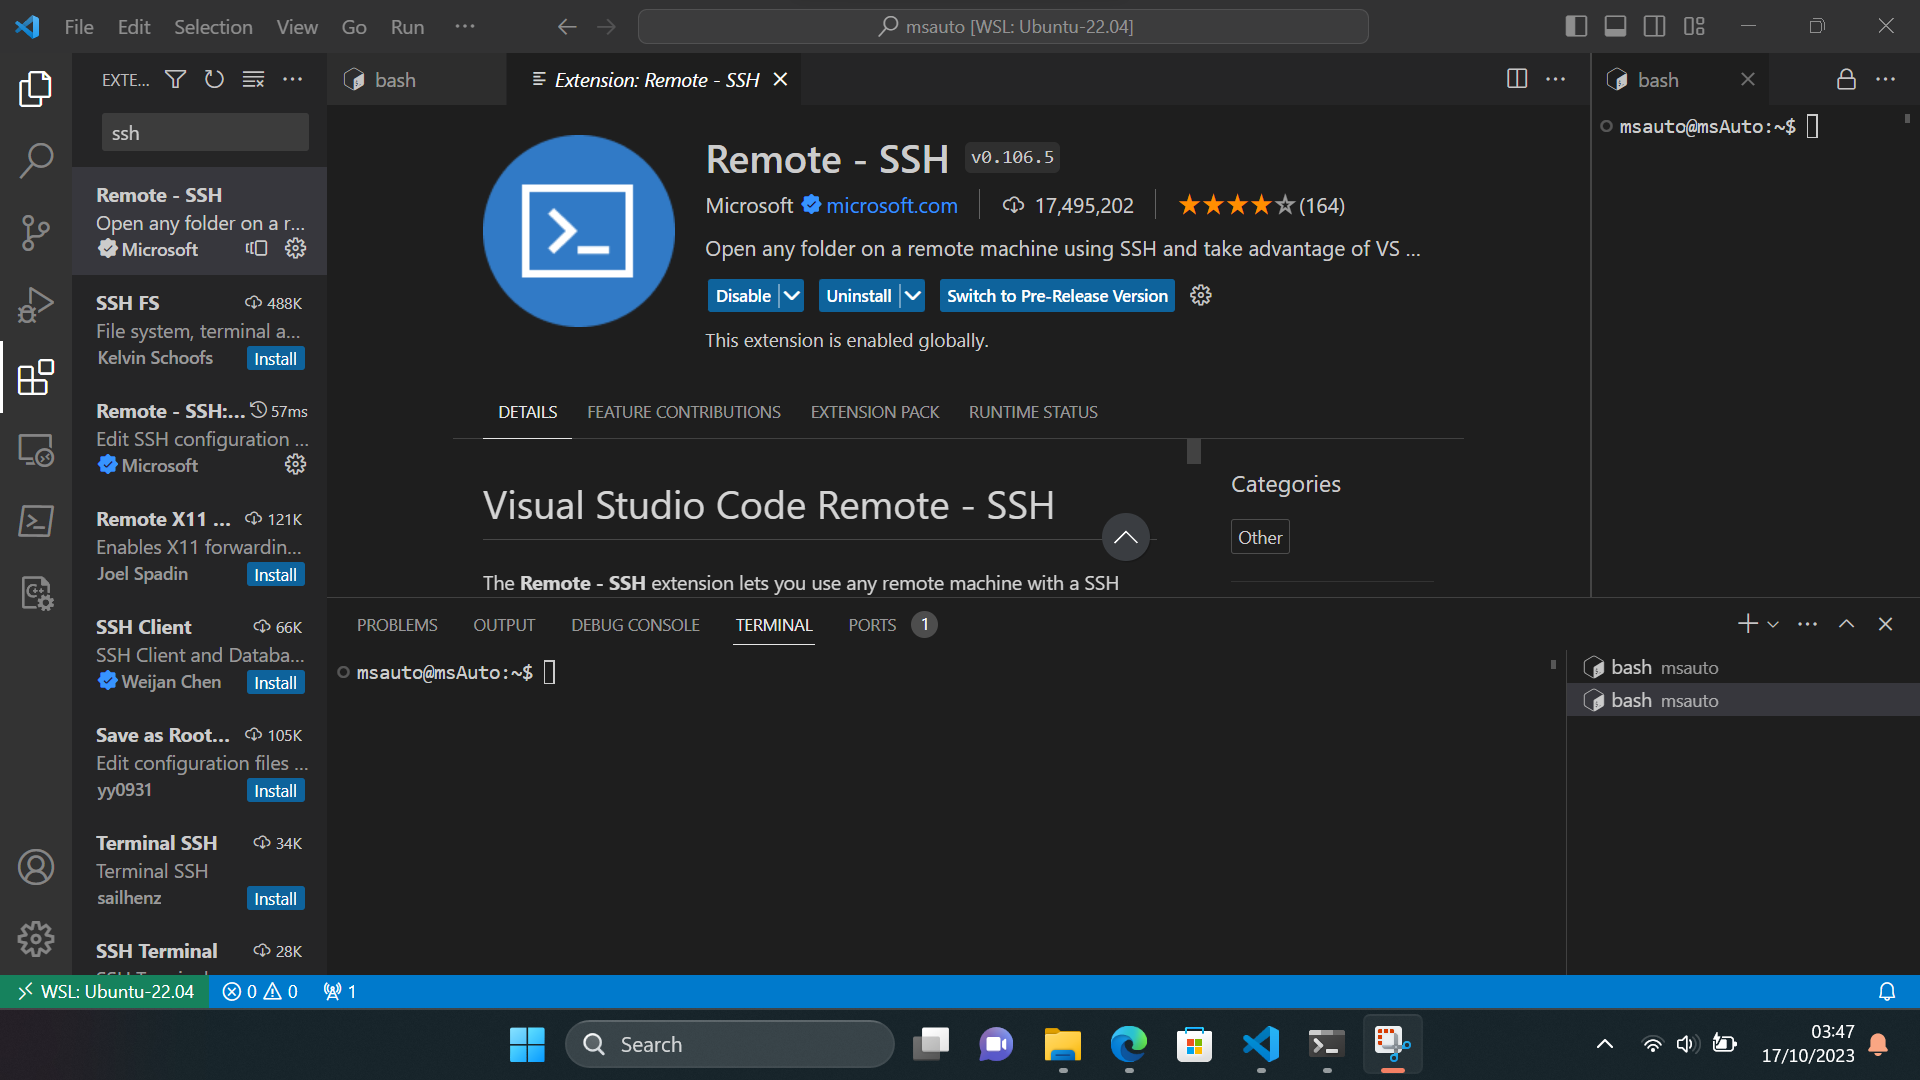 File Edit Selection View Go Run
msauto [WSL: Ubuntu-22.04]
EXTE...
ssh
Remote - SSH
Open any folder on a r...
Microsoft
SSH FS 488K
File system, terminal a...
Kelvin Schoofs Install
Remote - SSH:... 57ms
Edit SSH configuration ...
Microsoft
Remote X11 ... 121K
Enables X11 forwardin...
Joel Spadin Install
SSH Client 66K
SSH Client and Databa...
Weijan Chen Install
Save as Root... 105K
Edit configuration files ...
yy0931 Install
Terminal SSH 34K
Terminal SSH
sailhenz Install
SSH Terminal 28K
bash
Extension: Remote - SSH
Remote - SSH v0.106.5
Microsoft microsoft.com 17,495,202 (164)
Open any folder on a remote machine using SSH and take advantage of VS ...
Disable Uninstall Switch to Pre-Release Version
This extension is enabled globally.
DETAILS FEATURE CONTRIBUTIONS EXTENSION PACK RUNTIME STATUS
Visual Studio Code Remote - SSH
The Remote - SSH extension lets you use any remote machine with a SSH
Categories
Other
bash
msauto@msAuto:~$
PROBLEMS OUTPUT DEBUG CONSOLE TERMINAL PORTS 1
msauto@msAuto:~$
bash msauto
bash msauto
WSL: Ubuntu-22.04 0 0 1
Search
03:47
17/10/2023